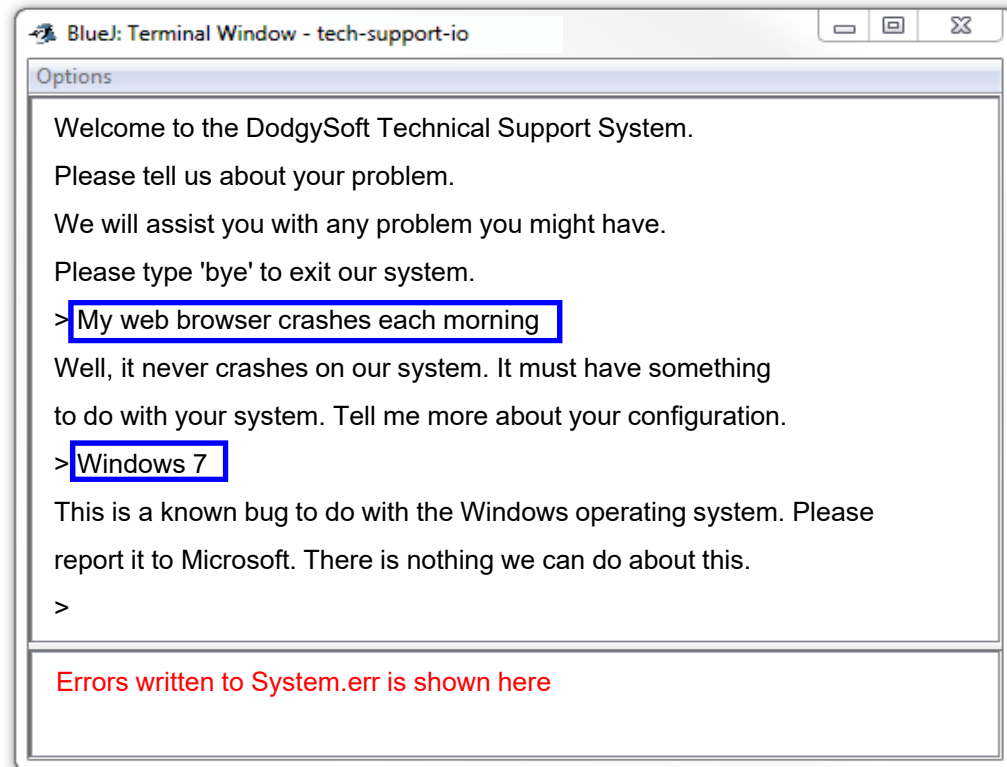 BlueJ: Terminal Window - tech-support-io
Options
Welcome to the DodgySoft Technical Support System.
Please tell us about your problem.
We will assist you with any problem you might have.
Please type 'bye' to exit our system.
> My web browser crashes each morning
Well, it never crashes on our system. It must have something
to do with your system. Tell me more about your configuration.
> Windows 7
This is a known bug to do with the Windows operating system. Please
report it to Microsoft. There is nothing we can do about this.
>
Errors written to System.err is shown here